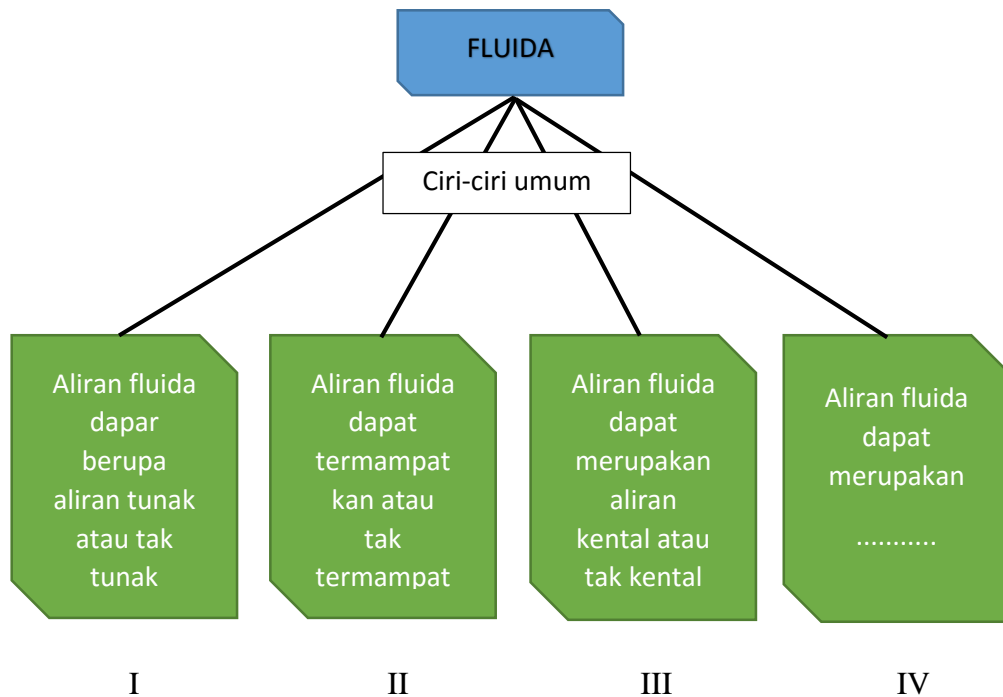 FLUIDA
Ciri-ciri umum
Aliran fluida
dapar
berupa
aliran tunak
atau tak
tunak
Aliran fluida
dapat
termampat
kan atau
tak
termampat
Aliran fluida
dapat
merupakan
aliran
kental atau
tak kental
Aliran fluida
dapat
merupakan
...........
I
II
III
IV